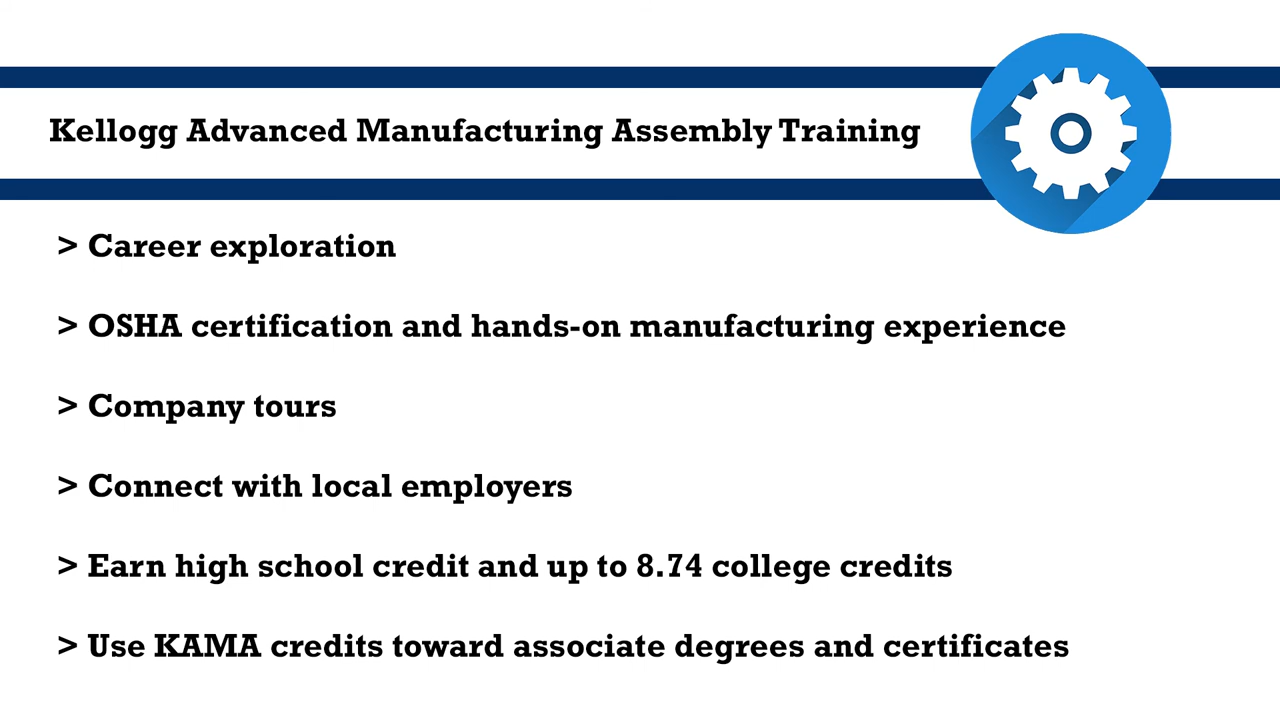 Kellogg Advanced Manufacturing Assembly Training
> Career exploration
> OSHA certification and hands-on manufacturing experience
> Company tours
> Connect with local employers
> Earn high school credit and up to 8.74 college credits
> Use KAMA credits toward associate degrees and certificates